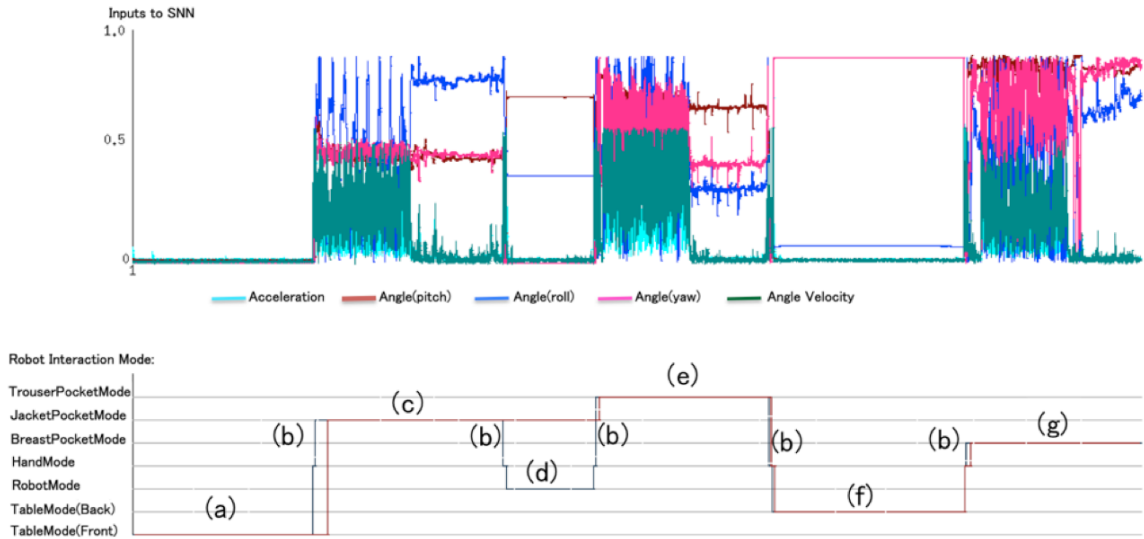 Inputs to SNN
1.0
0.5
0
1
Acceleration Angle(pitch) Angle(roll) Angle(yaw) Angle Velocity
Robot Interaction Mode:
TrouserPocketMode
(e)
JacketPocketMode
(c)
BreastPocketMode
(b) (b) (b) (b) (b) (g)
HandMode
RobotMode
(d)
TableMode(Back)
(a) (f)
TableMode(Front)